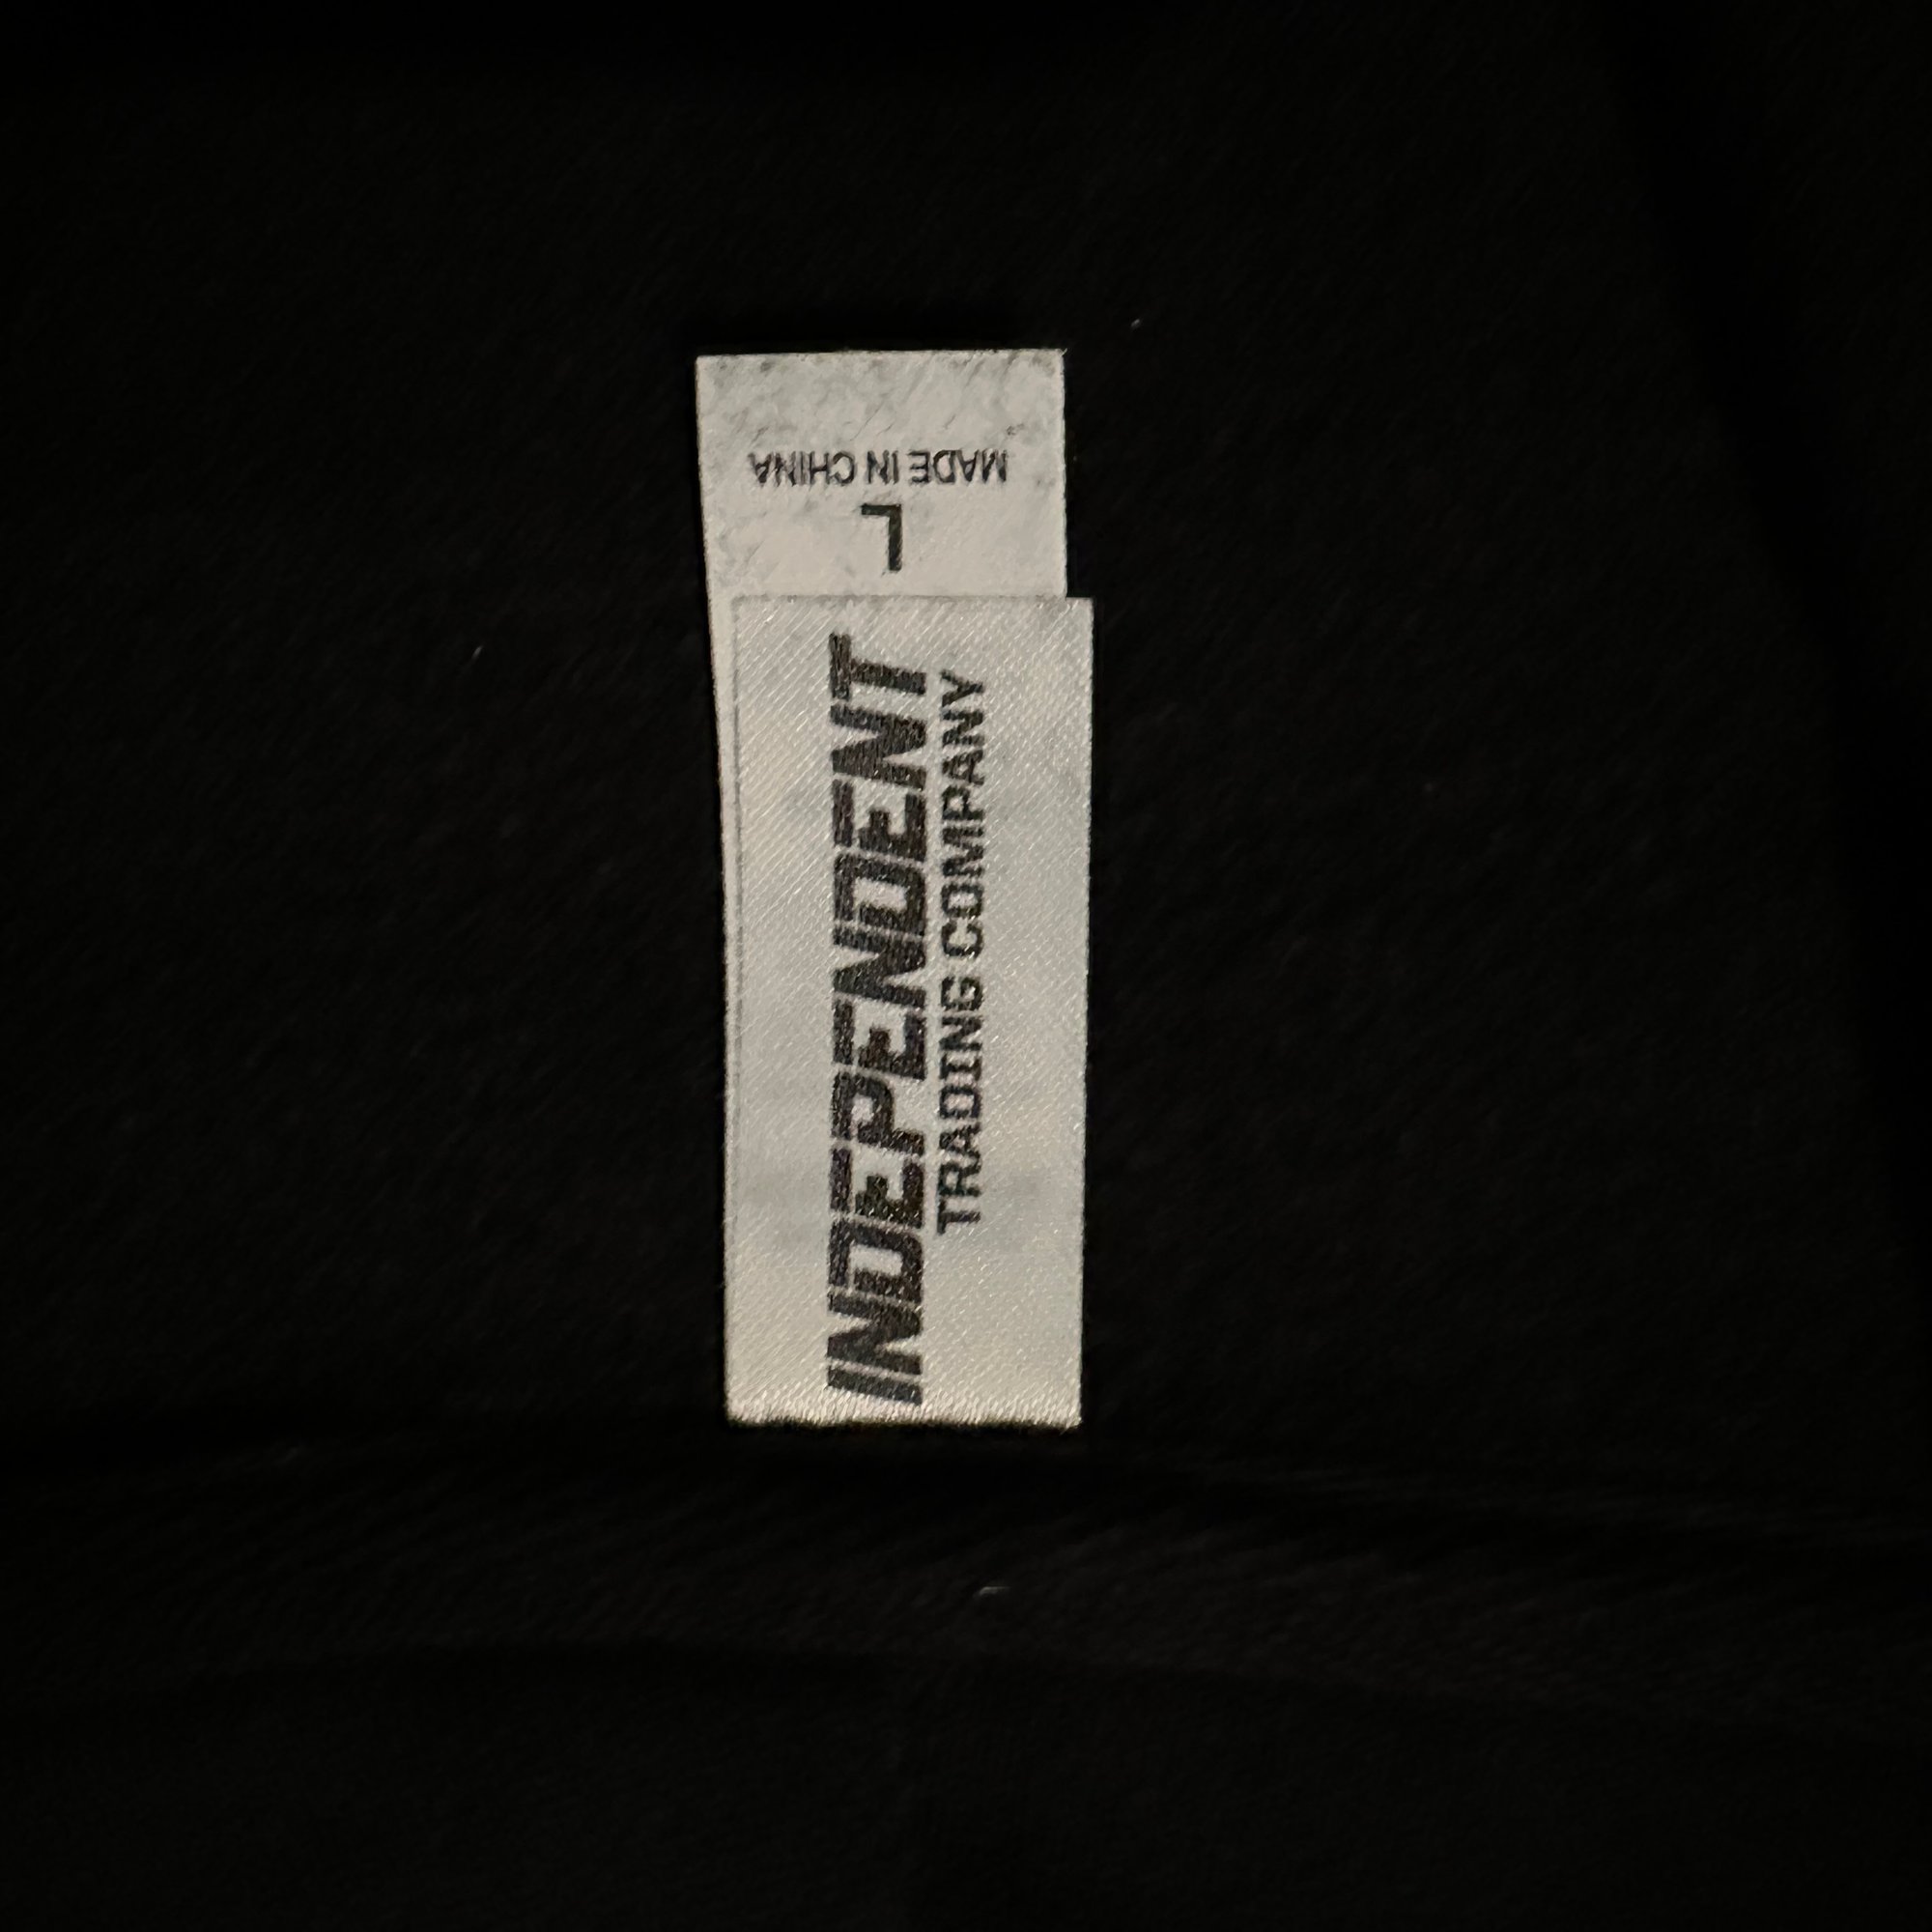 MADE IN CHINA
L
INDEPENDENT
TRADING COMPANY